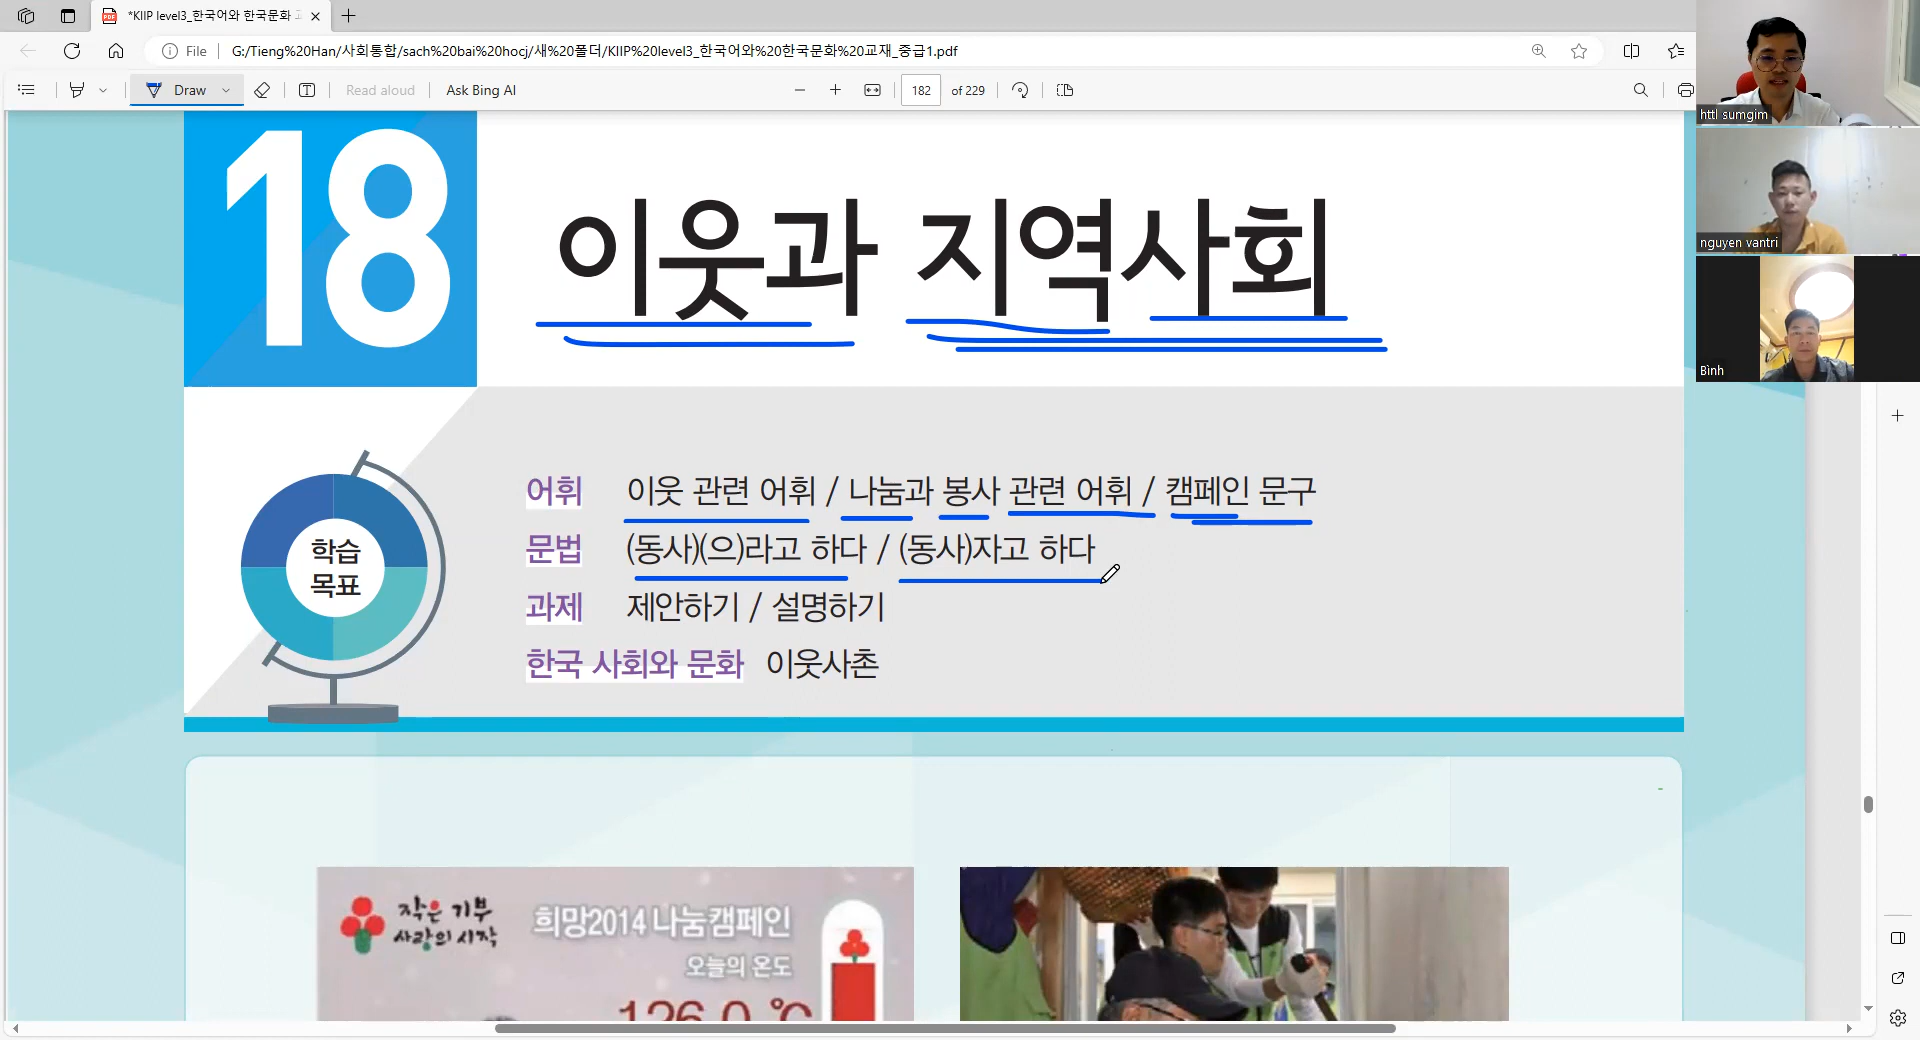 *KIIP level3_한국어와 한국문화 교
File G:/Tieng%20Han/사회통합/sach%20bai%20hocj/새%20폴더/KIIP%20level3_한국어와%20한국문화%20교재_중급1.pdf
Draw Read aloud Ask Bing AI 182 of 229
httl sumgim
nguyen vantri
Bình
18
이웃과 지역사회
학습
목표
어휘 이웃 관련 어휘 / 나눔과 봉사 관련 어휘 / 캠페인 문구
문법 (동사)(으)라고 하다 / (동사)자고 하다
과제 제안하기 / 설명하기
한국 사회와 문화 이웃사촌
작은 기부
사랑의 시작
희망2014 나눔캠페인
오늘의 온도
126.0 ℃